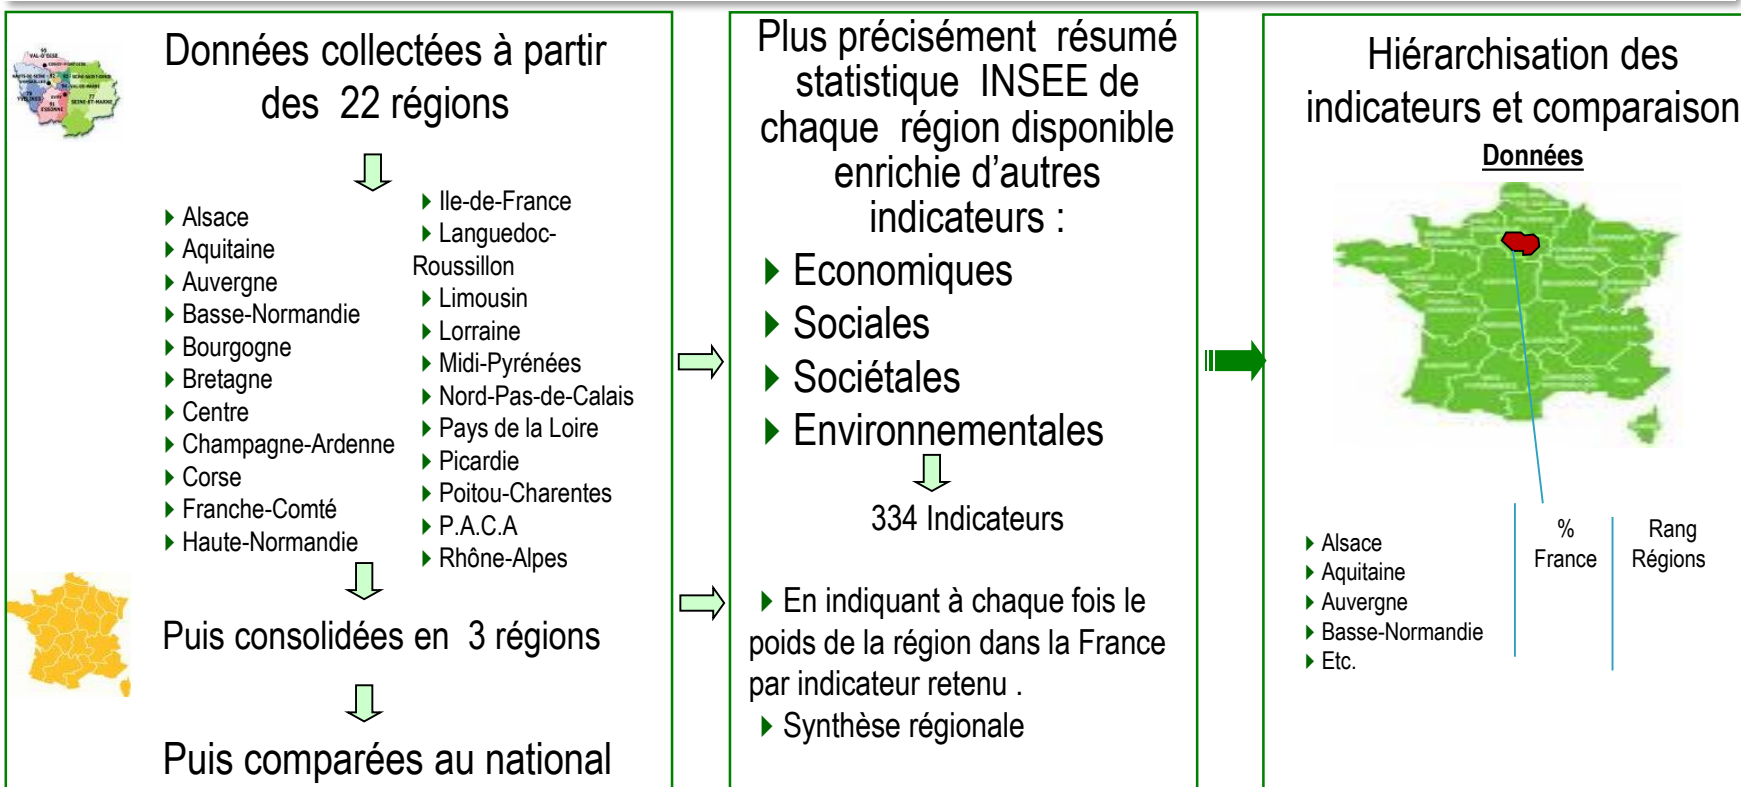 Données collectées à partir
des 22 régions
Alsace
Aquitaine
Auvergne
Basse-Normandie
Bourgogne
Bretagne
Centre
Champagne-Ardenne
Corse
Franche-Comté
Haute-Normandie
Ile-de-France
Languedoc-
Roussillon
Limousin
Lorraine
Midi-Pyrénées
Nord-Pas-de-Calais
Pays de la Loire
Picardie
Poitou-Charentes
P.A.C.A
Rhône-Alpes
Puis consolidées en 3 régions
Puis comparées au national
Plus précisément résumé
statistique INSEE de
chaque région disponible
enrichie d’autres
indicateurs :
Economiques
Sociales
Sociétales
Environnementales
334 Indicateurs
En indiquant à chaque fois le
poids de la région dans la France
par indicateur retenu .
Synthèse régionale
Hiérarchisation des
indicateurs et comparaison
Données
Alsace
Aquitaine
Auvergne
Basse-Normandie
Etc.
%
France
Rang
Régions